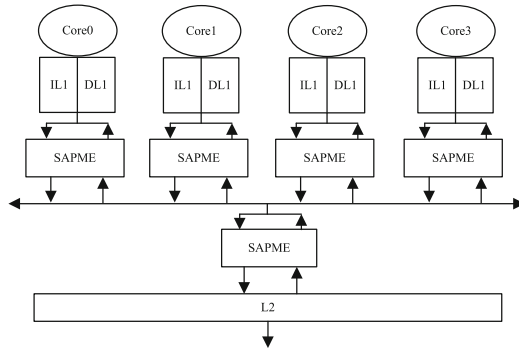 Core0 Core1 Core2 Core3
IL1 DL1 IL1 DL1 IL1 DL1 IL1 DL1
SAPME SAPME SAPME SAPME
SAPME
L2